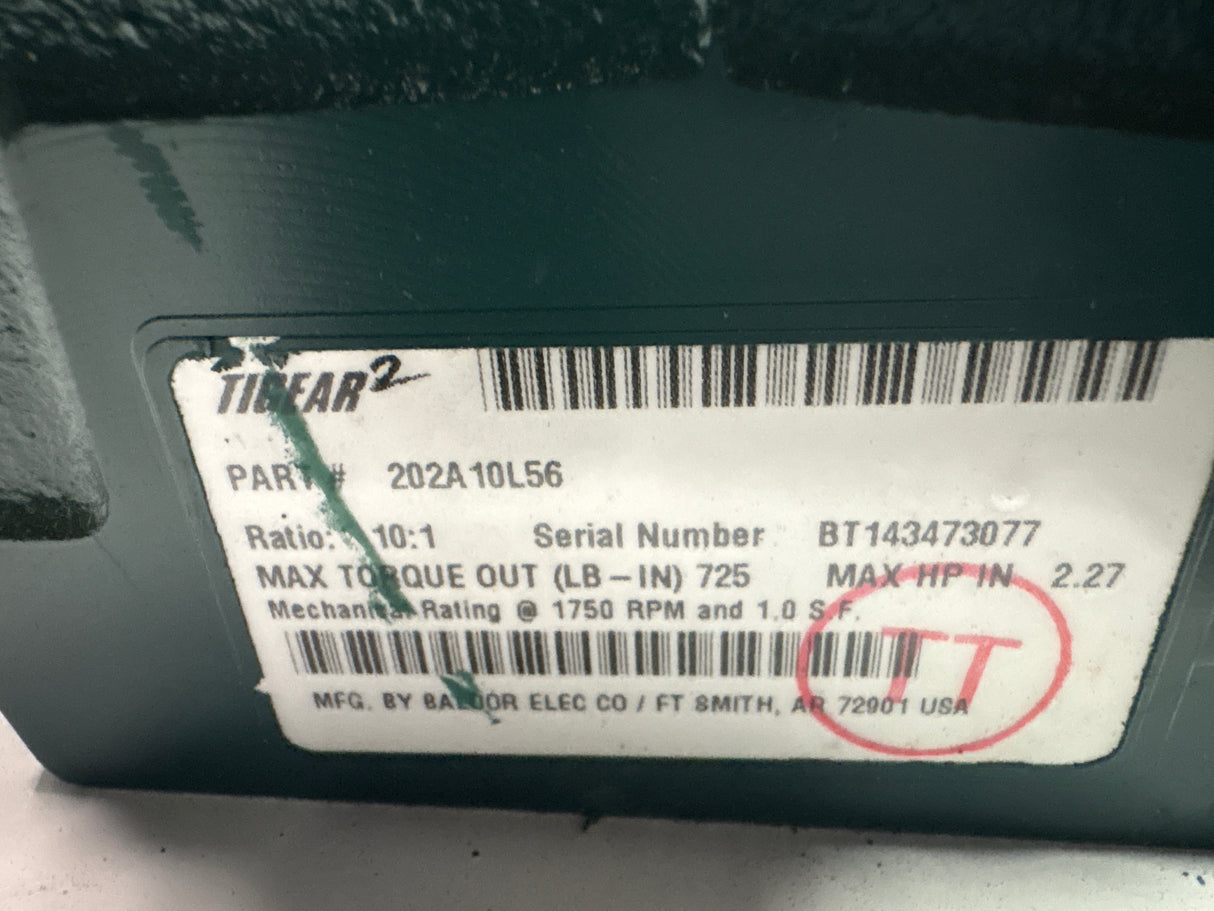 TIGEAR2
PART # 202A10L56
Ratio: 10:1 Serial Number BT143473077
MAX TORQUE OUT (LB-IN) 725 MAX HP IN 2.27
Mechanical Rating @ 1750 RPM and 1.0 S.F.
TT
MFG. BY BALDOR ELEC CO / FT SMITH, AR 72901 USA